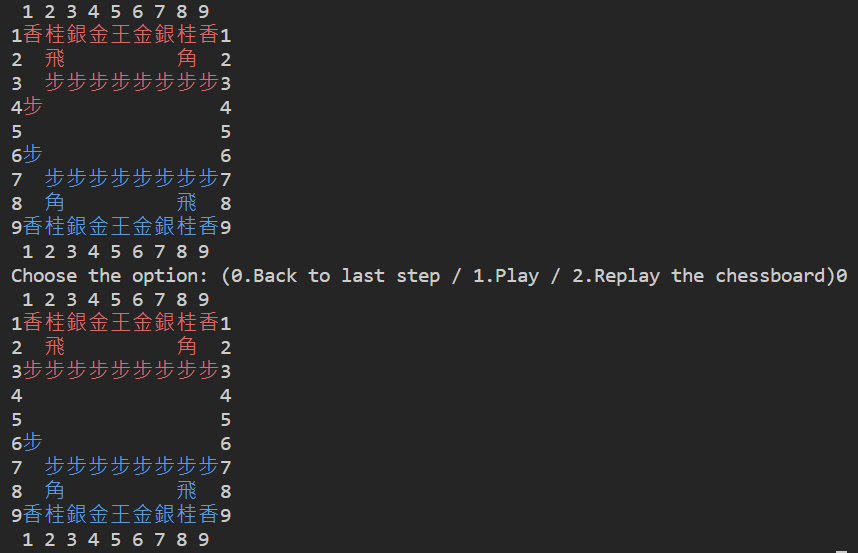 1 2 3 4 5 6 7 8 9
1香桂銀金王金銀桂香1
2  飛          角  2
3  步步步步步步步步3
4步                4
5                  5
6步                6
7  步步步步步步步步7
8  角          飛  8
9香桂銀金王金銀桂香9
 1 2 3 4 5 6 7 8 9
Choose the option: (0.Back to last step / 1.Play / 2.Replay the chessboard)0
 1 2 3 4 5 6 7 8 9
1香桂銀金王金銀桂香1
2  飛          角  2
3步步步步步步步步步3
4                  4
5                  5
6步                6
7  步步步步步步步步7
8  角          飛  8
9香桂銀金王金銀桂香9
 1 2 3 4 5 6 7 8 9